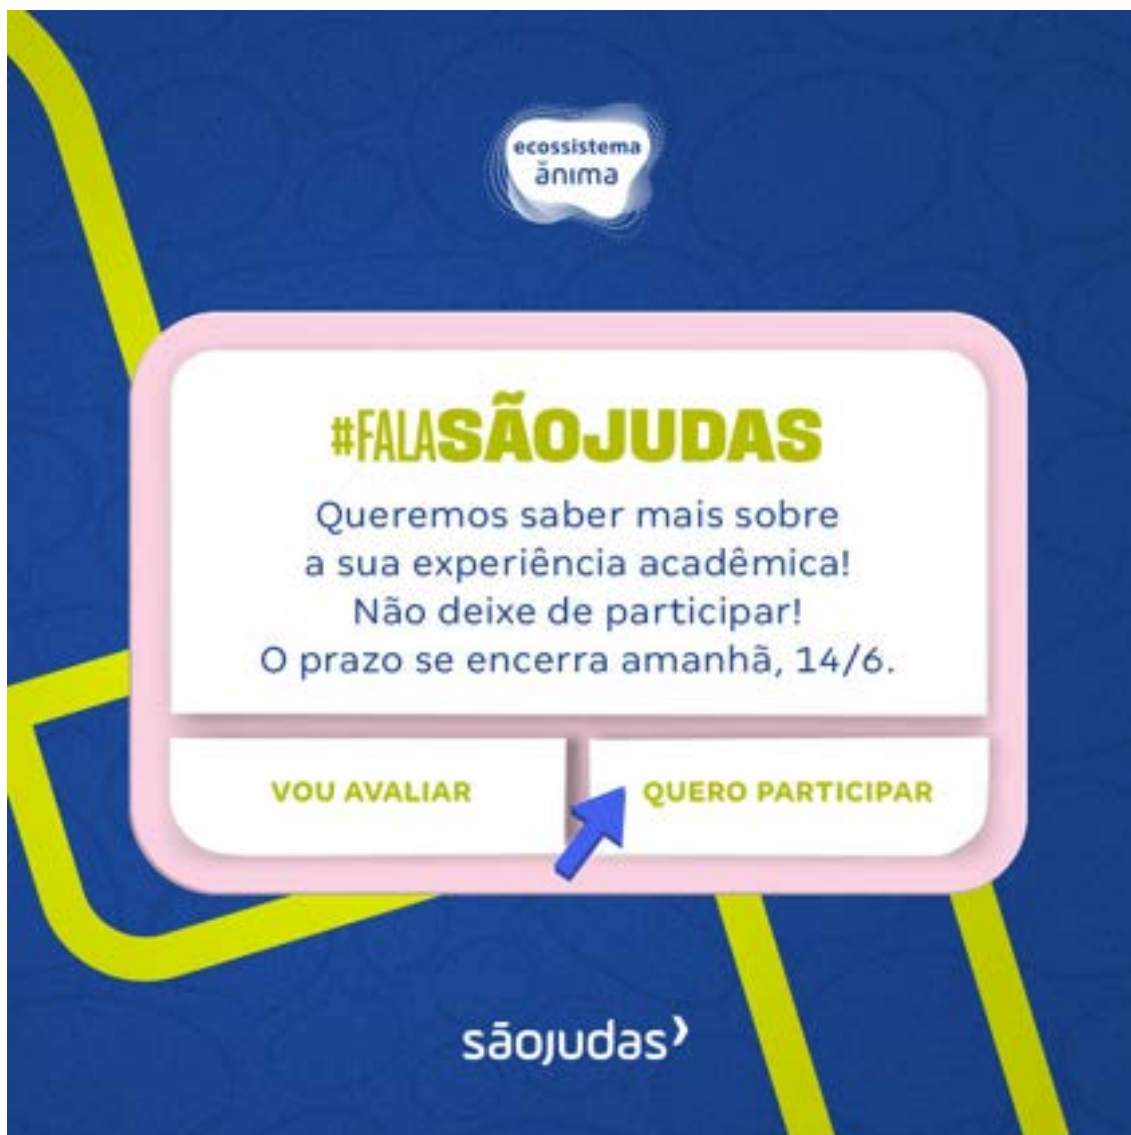 ecossistema
ănıma
#FALASÃOJUDAS
Queremos saber mais sobre
a sua experiência acadêmica!
Não deixe de participar!
O prazo se encerra amanhã, 14/6.
VOU AVALIAR
QUERO PARTICIPAR
sãojudas